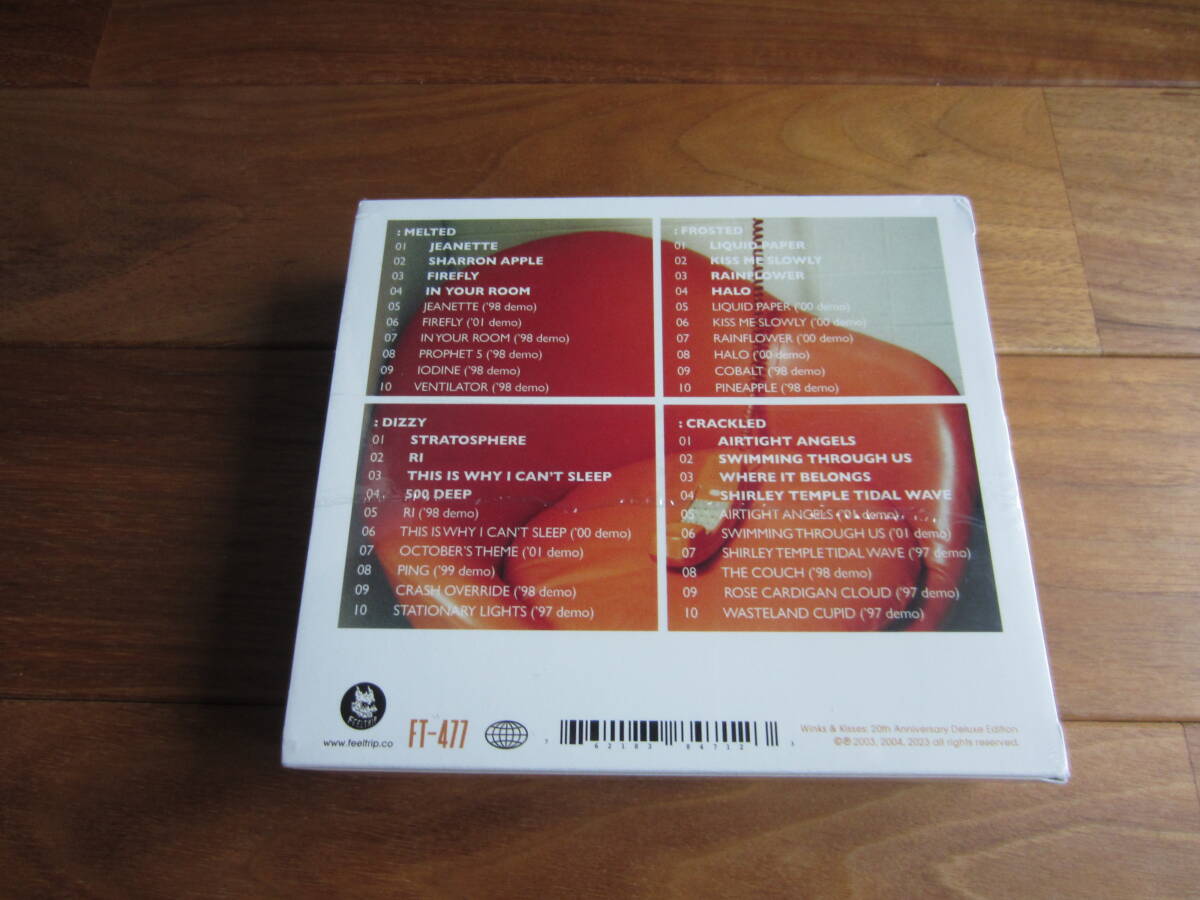 : MELTED
01 JEANETTE
02 SHARRON APPLE
03 FIREFLY
04 IN YOUR ROOM
05 JEANETTE ('98 demo)
06 FIREFLY ('01 demo)
07 IN YOUR ROOM ('98 demo)
08 PROPHET 5 ('98 demo)
09 IODINE ('98 demo)
10 VENTILATOR ('98 demo)
: FROSTED
01 LIQUID PAPER
02 KISS ME SLOWLY
03 RAINFLOWER
04 HALO
05 LIQUID PAPER ('00 demo)
06 KISS ME SLOWLY ('00 demo)
07 RAINFLOWER ('00 demo)
08 HALO ('00 demo)
09 COBALT ('98 demo)
10 PINEAPPLE ('98 demo)
: DIZZY
01 STRATOSPHERE
02 RI
03 THIS IS WHY I CAN'T SLEEP
04 500 DEEP
05 RI ('98 demo)
06 THIS IS WHY I CAN'T SLEEP ('00 demo)
07 OCTOBER'S THEME ('01 demo)
08 PING ('99 demo)
09 CRASH OVERRIDE ('98 demo)
10 STATIONARY LIGHTS ('97 demo)
: CRACKLED
01 AIRTIGHT ANGELS
02 SWIMMING THROUGH US
03 WHERE IT BELONGS
04 SHIRLEY TEMPLE TIDAL WAVE
05 AIRTIGHT ANGELS ('01 demo)
06 SWIMMING THROUGH US ('01 demo)
07 SHIRLEY TEMPLE TIDAL WAVE ('97 demo)
08 THE COUCH ('98 demo)
09 ROSE CARDIGAN CLOUD ('97 demo)
10 WASTELAND CUPID ('97 demo)
FEELTRIP
www.feeltrip.co
FT-477
7 62183 84712 3
Winks & Kisses: 20th Anniversary Deluxe Edition
©℗ 2003, 2004, 2023 all rights reserved.